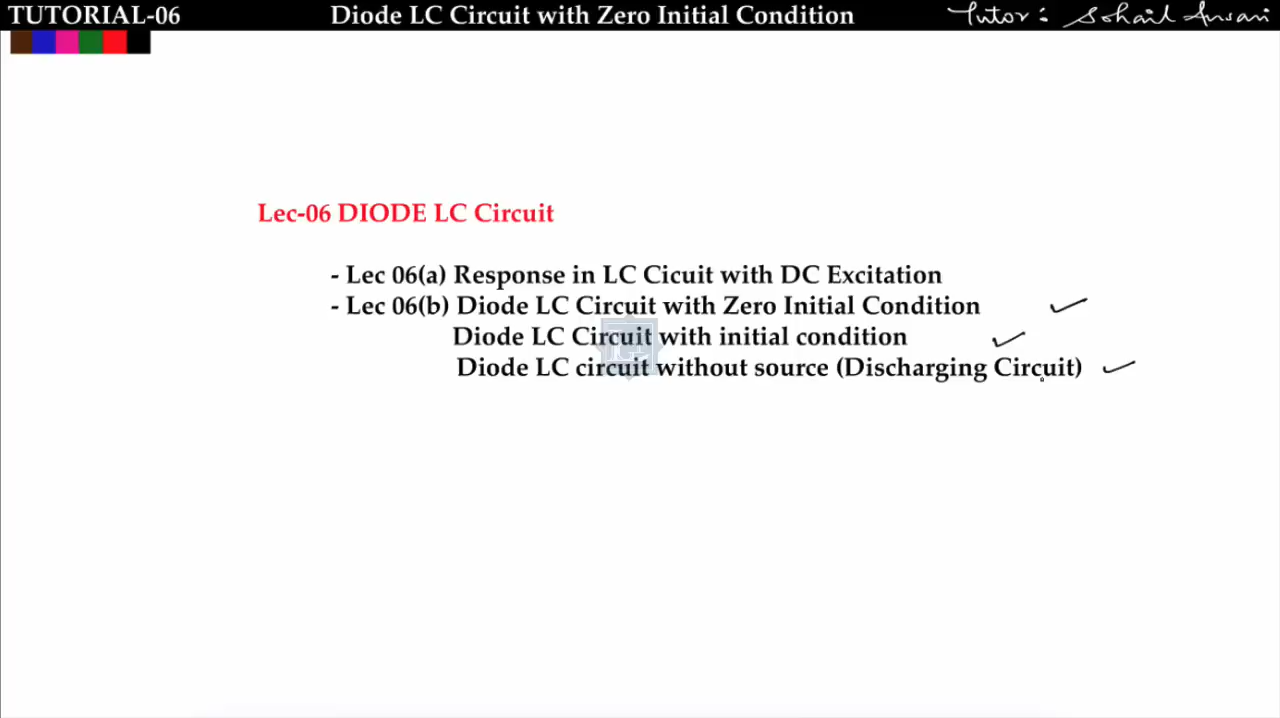 TUTORIAL-06 Diode LC Circuit with Zero Initial Condition Tutor: Sohail Ansari
Lec-06 DIODE LC Circuit
- Lec 06(a) Response in LC Cicuit with DC Excitation
- Lec 06(b) Diode LC Circuit with Zero Initial Condition
Diode LC Circuit with initial condition
Diode LC circuit without source (Discharging Circuit)